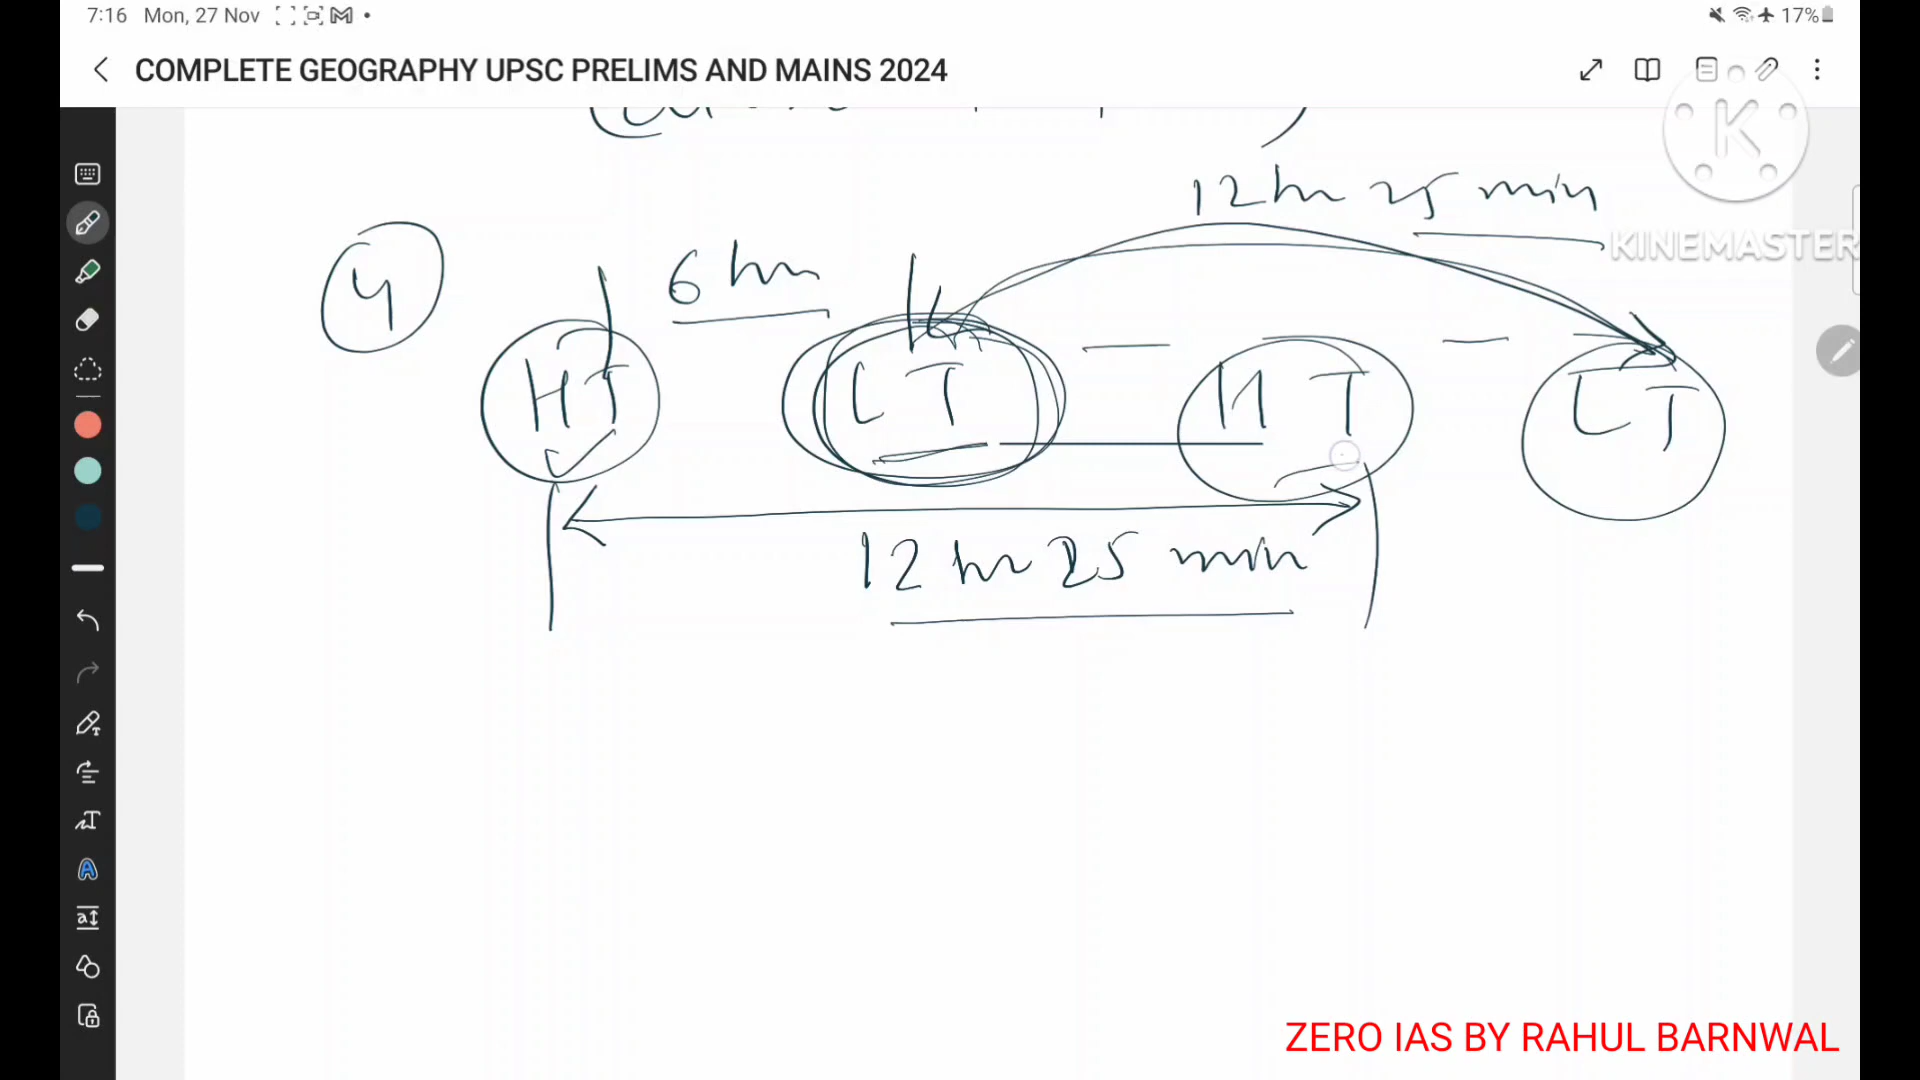 7:16 Mon, 27 Nov 17%
COMPLETE GEOGRAPHY UPSC PRELIMS AND MAINS 2024
K
KINEMASTER
12 hr 25 min
4
6 hr
HT LT HT LT
12 hr 25 min
ZERO IAS BY RAHUL BARNWAL